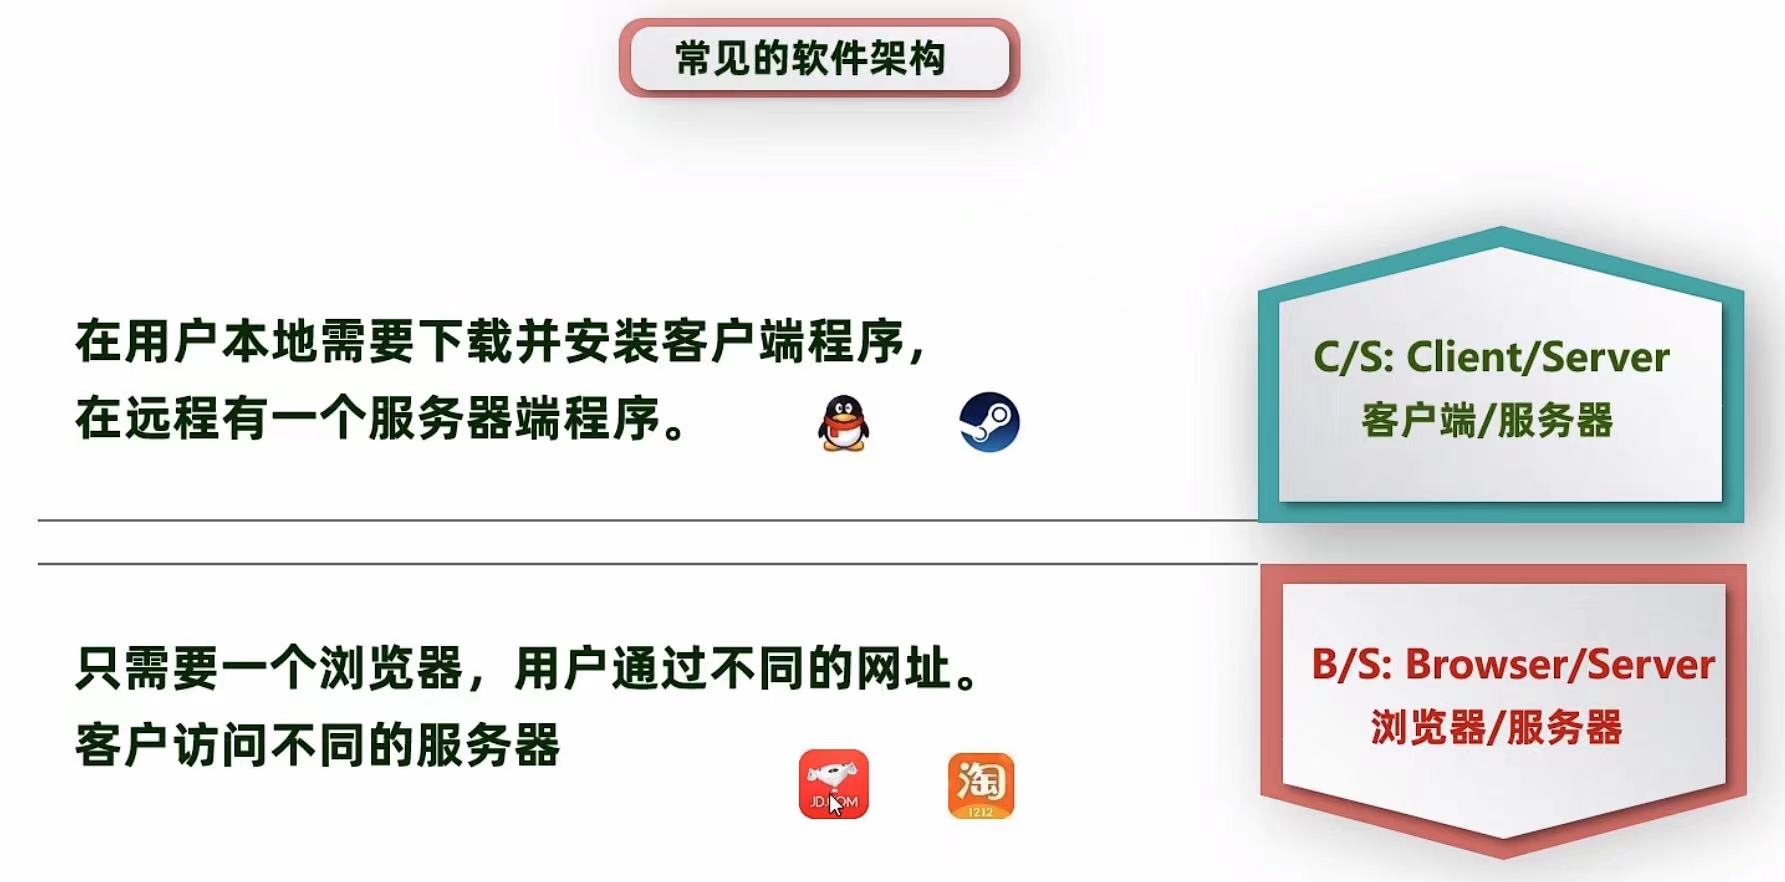 常见的软件架构
在用户本地需要下载并安装客户端程序，
在远程有一个服务器端程序。
C/S: Client/Server
客户端/服务器
只需要一个浏览器，用户通过不同的网址。
客户访问不同的服务器
B/S: Browser/Server
浏览器/服务器
JD.COM
淘
1212